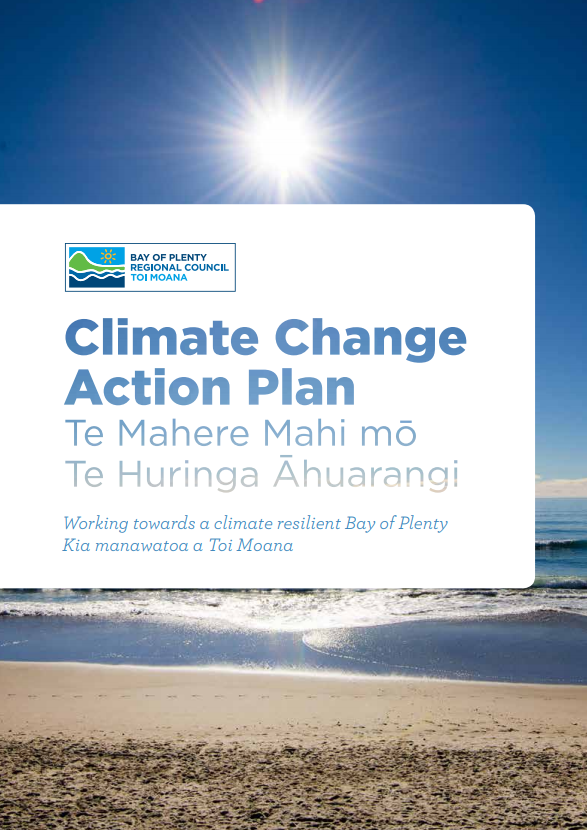 BAY OF PLENTY
REGIONAL COUNCIL
TOI MOANA
Climate Change
Action Plan
Te Mahere Mahi mō
Te Huringa Āhuarangi
Working towards a climate resilient Bay of Plenty
Kia manawatoa a Toi Moana